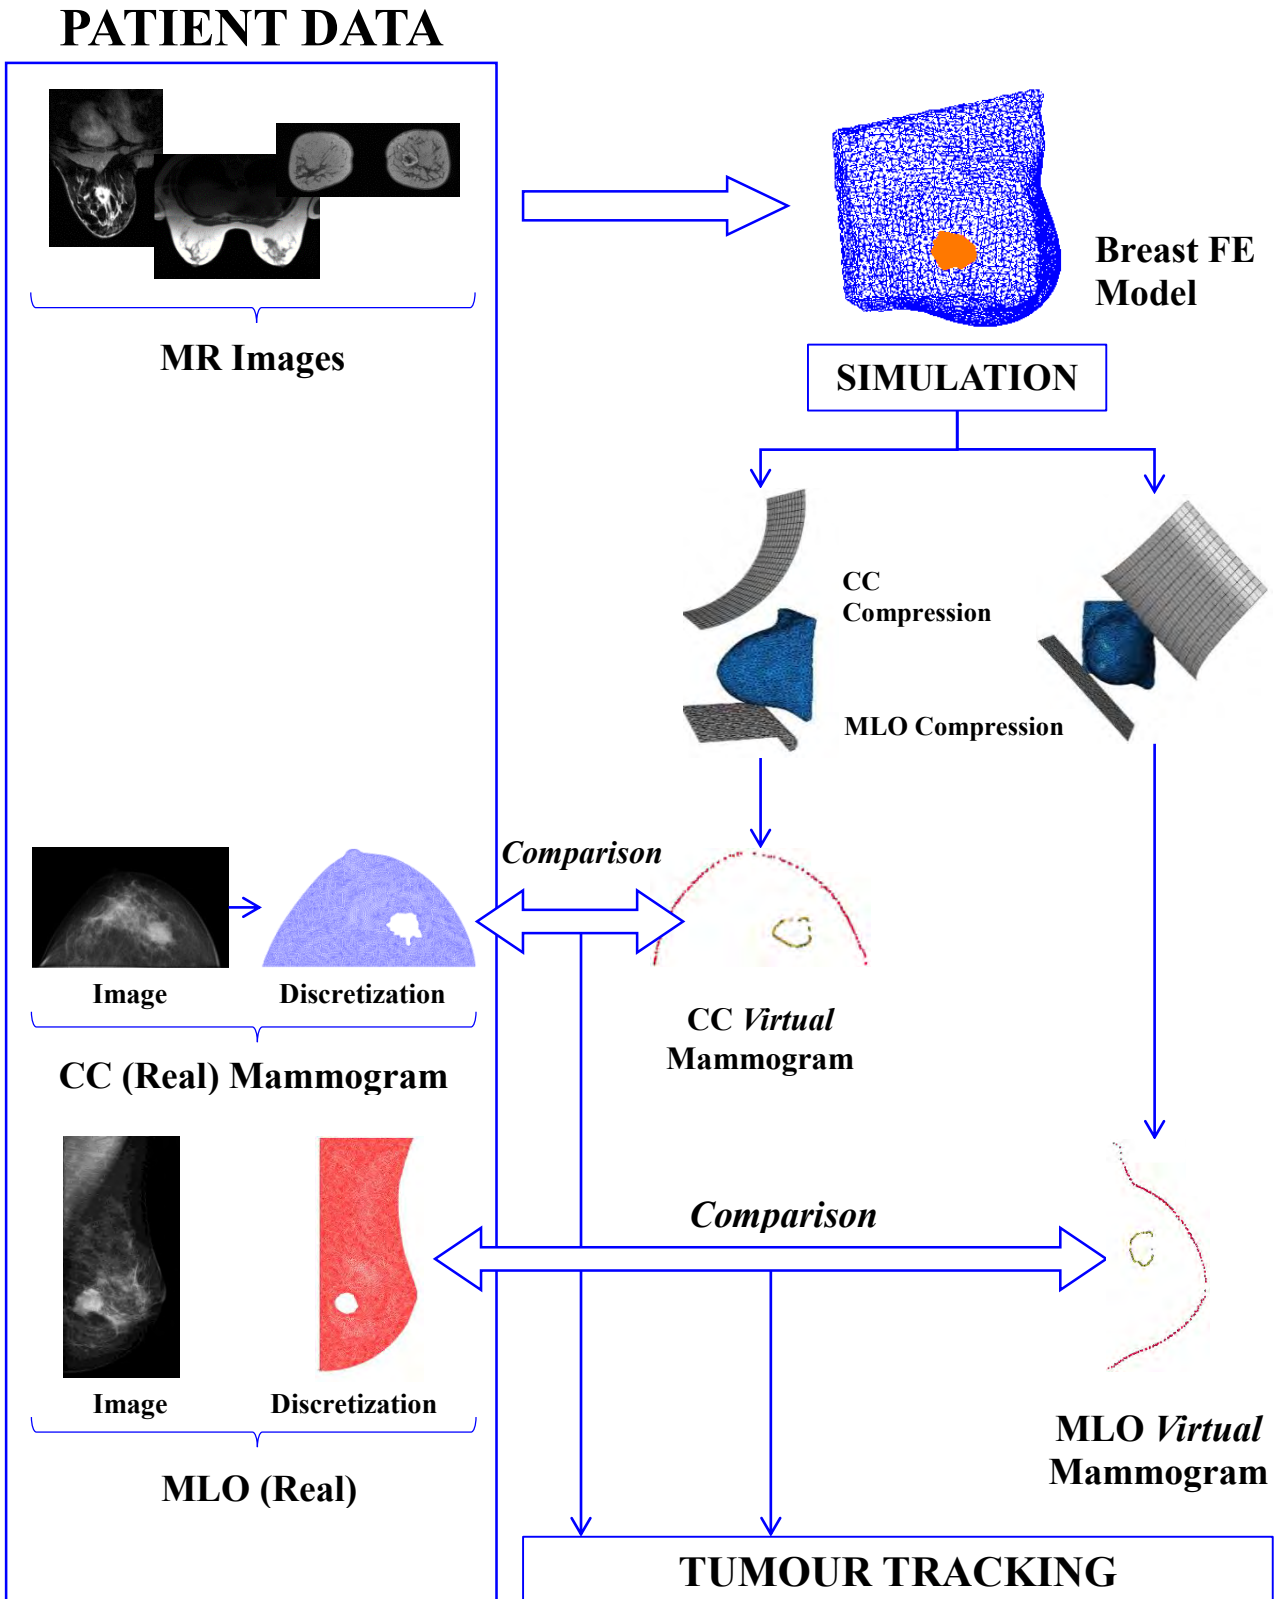 PATIENT DATA
MR Images
Breast FE
Model
SIMULATION
CC
Compression
MLO Compression
Comparison
Image
Discretization
CC (Real) Mammogram
CC Virtual
Mammogram
Comparison
Image
Discretization
MLO (Real)
MLO Virtual
Mammogram
TUMOUR TRACKING